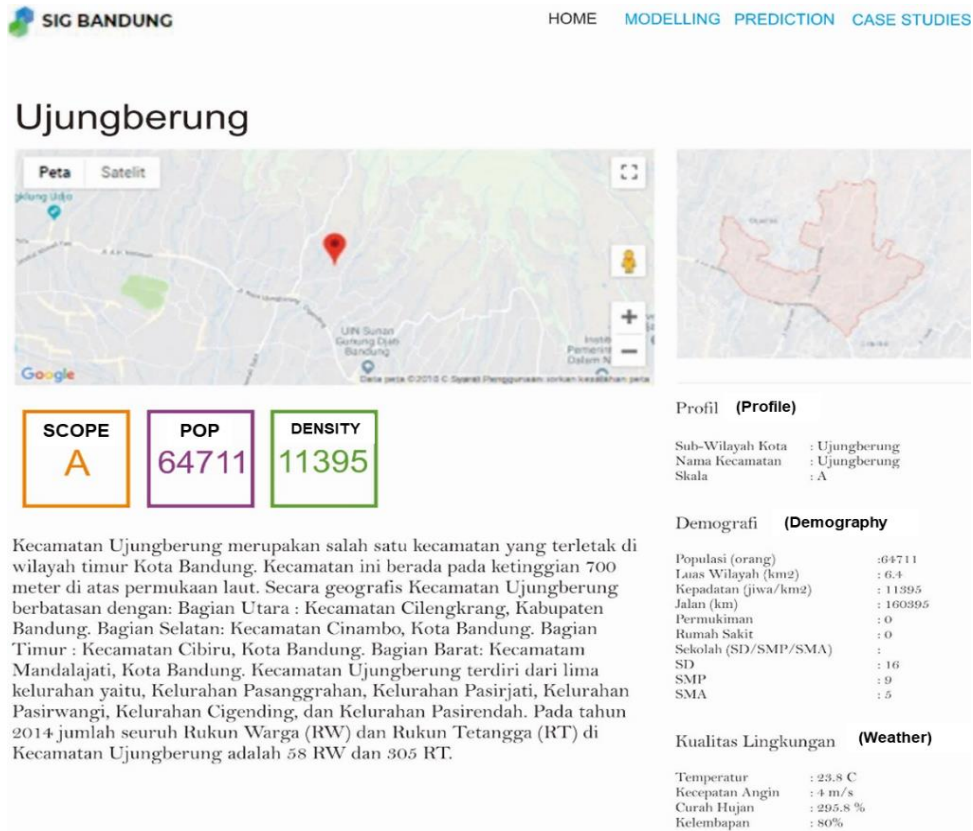 SIG BANDUNG
HOME MODELLING PREDICTION CASE STUDIES
Ujungberung
Peta Satelit
UIN Sunan
Gunung Djati
Bandung
Google
SCOPE
A
POP
64711
DENSITY
11395
Kecamatan Ujungberung merupakan salah satu kecamatan yang terletak di
wilayah timur Kota Bandung. Kecamatan ini berada pada ketinggian 700
meter di atas permukaan laut. Secara geografis Kecamatan Ujungberung
berbatasan dengan: Bagian Utara : Kecamatan Cilengkrang, Kabupaten
Bandung. Bagian Selatan: Kecamatan Cinambo, Kota Bandung. Bagian
Timur : Kecamatan Cibiru, Kota Bandung. Bagian Barat: Kecamatam
Mandalajati, Kota Bandung. Kecamatan Ujungberung terdiri dari lima
kelurahan yaitu, Kelurahan Pasanggrahan, Kelurahan Pasirjati, Kelurahan
Pasirwangi, Kelurahan Cigending, dan Kelurahan Pasirendah. Pada tahun
2014 jumlah seuruh Rukun Warga (RW) dan Rukun Tetangga (RT) di
Kecamatan Ujungberung adalah 58 RW dan 305 RT.
Profil (Profile)
Sub-Wilayah Kota : Ujungberung
Nama Kecamatan : Ujungberung
Skala : A
Demografi (Demography
Populasi (orang) :64711
Luas Wilayah (km2) : 6.4
Kepadatan (jiwa/km2) : 11395
Jalan (km) : 160395
Permukiman : 0
Rumah Sakit : 0
Sekolah (SD/SMP/SMA) :
SD : 16
SMP : 9
SMA : 5
Kualitas Lingkungan (Weather)
Temperatur : 23.8 C
Kecepatan Angin : 4 m/s
Curah Hujan : 295.8 %
Kelembapan : 80%